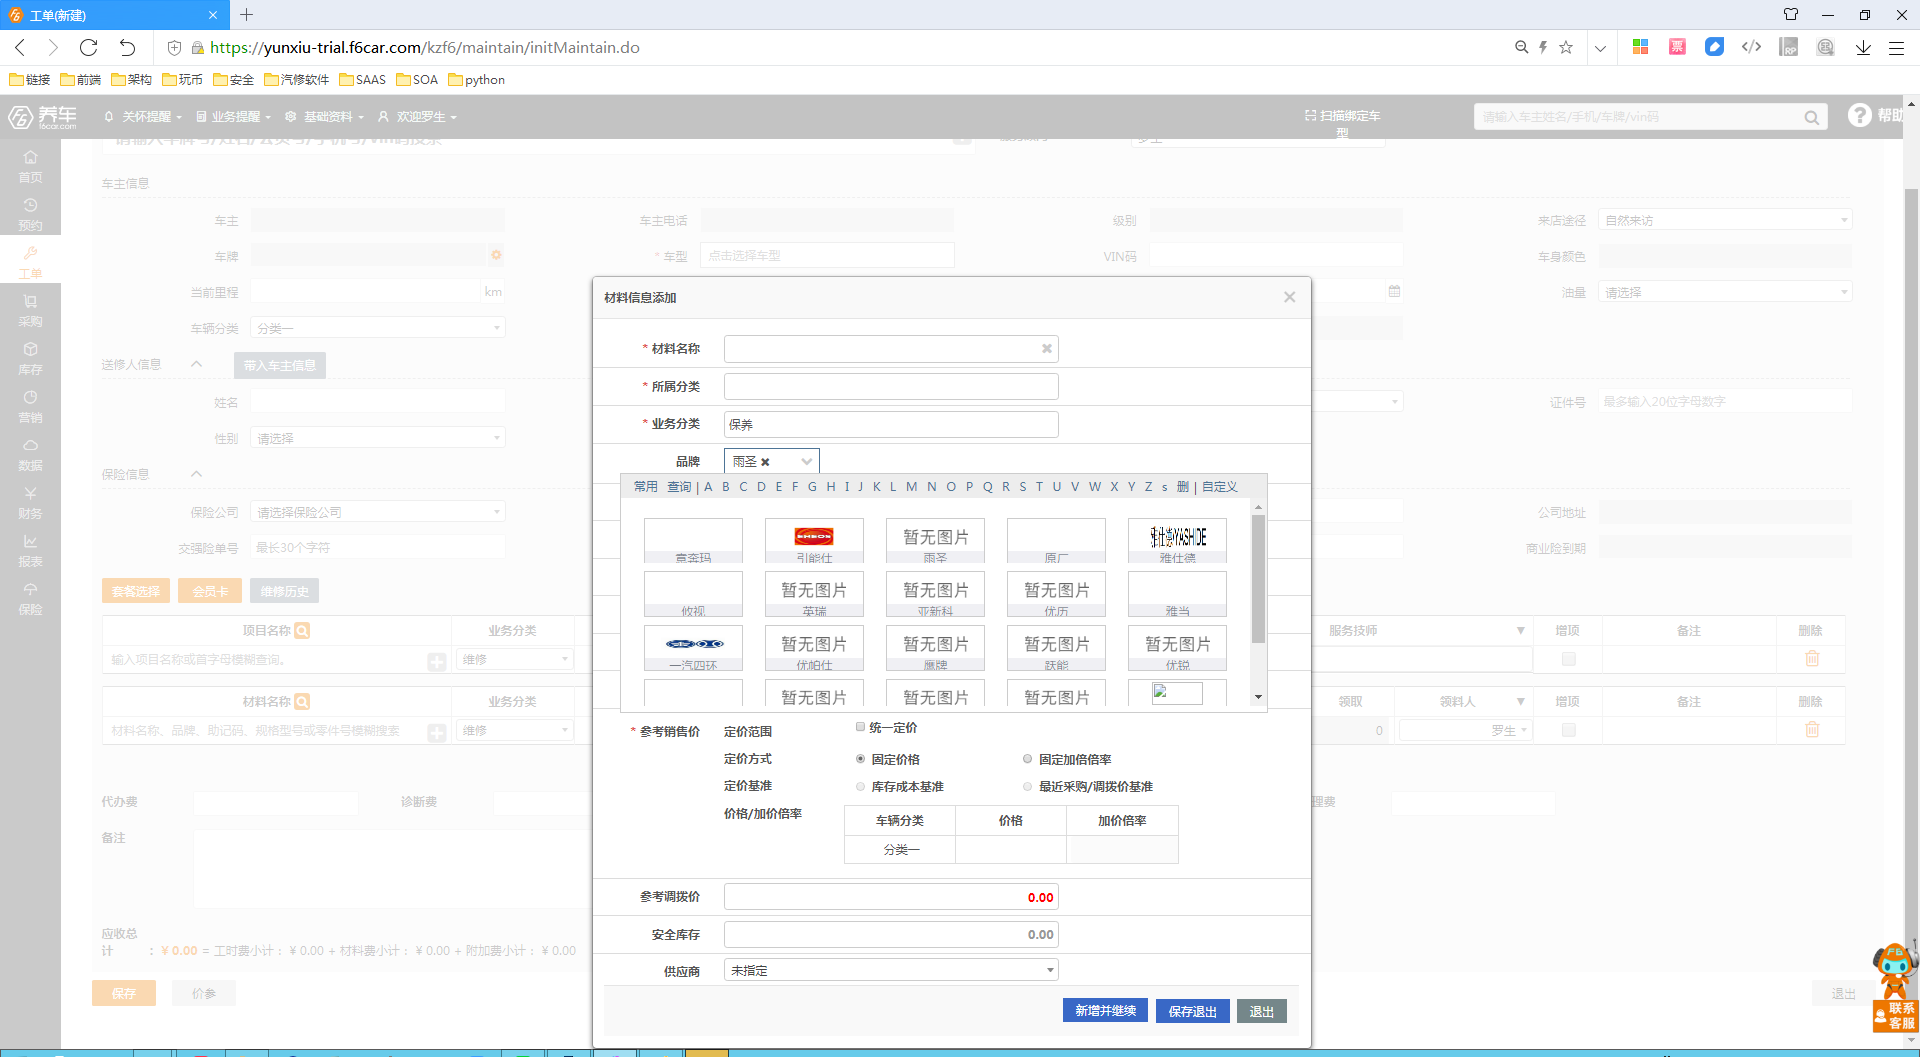 工单(新建)
https://yunxiu-trial.f6car.com/kzf6/maintain/initMaintain.do
链接 前端 架构 玩币 安全 汽修软件 SAAS SOA python
养车 f6car.com 关怀提醒 业务提醒 基础资料 欢迎罗生 扫描绑定车型 请输入车主姓名/手机/车牌/vin码 帮助
首页
预约
工单
采购
库存
营销
数据
财务
报表
保险
车主信息
车主 车主电话 级别 来店途径 自然来访
车牌 * 车型 点击选择车型 VIN码 车身颜色
当前里程 km 油量 请选择
车辆分类 分类一
送修人信息 带入车主信息
姓名 证件号 最多输入20位字母数字
性别 请选择
保险信息
保险公司 请选择保险公司 公司地址
交强险单号 最长30个字符 商业险到期
套餐选择 会员卡 维修历史
项目名称 业务分类 服务技师 增项 备注 删除
输入项目名称或首字母模糊查询。 维修
材料名称 业务分类 领取 领料人 增项 备注 删除
材料名称、品牌、助记码、规格型号或零件号模糊搜索 维修 0 罗生
代办费 诊断费 理费
备注
应收总计 : ¥ 0.00 = 工时费小计： ¥ 0.00 + 材料费小计： ¥ 0.00 + 附加费小计： ¥ 0.00
保存 价参 退出
联系客服
材料信息添加
* 材料名称
* 所属分类
* 业务分类 保养
品牌 雨圣
常用 查询 | A B C D E F G H I J K L M N O P Q R S T U V W X Y Z s 删 | 自定义
ENEOS 暂无图片 雅仕德YASHIDE
意奔玛 引能仕 雨圣 原厂 雅仕德
暂无图片 暂无图片 暂无图片
攸视 英瑞 亚新科 优历 雅当
暂无图片 暂无图片 暂无图片 暂无图片
一汽四环 优帕仕 鹰牌 跃能 优锐
暂无图片 暂无图片 暂无图片
* 参考销售价 定价范围 统一定价
定价方式 固定价格 固定加倍倍率
定价基准 库存成本基准 最近采购/调拨价基准
价格/加价倍率 车辆分类 价格 加价倍率
分类一
参考调拨价 0.00
安全库存 0.00
供应商 未指定
新增并继续 保存退出 退出